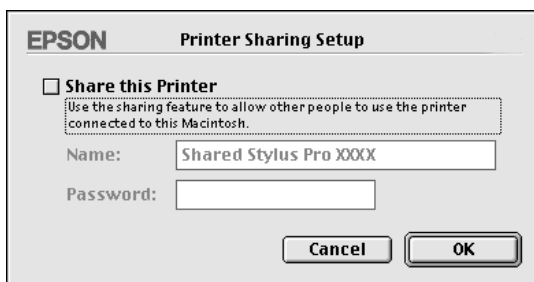 EPSON Printer Sharing Setup
Share this Printer
Use the sharing feature to allow other people to use the printer
connected to this Macintosh.
Name: Shared Stylus Pro XXXX
Password:
Cancel OK